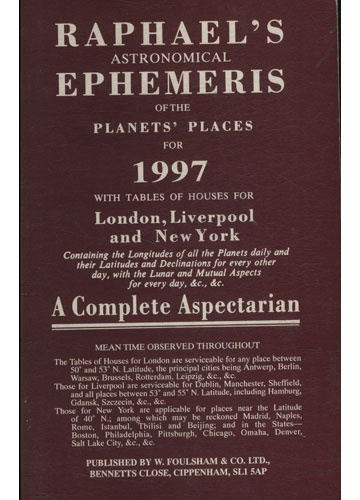 RAPHAEL'S
ASTRONOMICAL
EPHEMERIS
OF THE
PLANETS' PLACES
FOR
1997
WITH TABLES OF HOUSES FOR
London, Liverpool
and New York
Containing the Longitudes of all the Planets daily and
their Latitudes and Declinations for every other
day, with the Lunar and Mutual Aspects
for every day, &c., &c.
A Complete Aspectarian
MEAN TIME OBSERVED THROUGHOUT
The Tables of Houses for London are serviceable for any place between
50° and 53° N. Latitude, the principal cities being Antwerp, Berlin,
Warsaw, Brussels, Rotterdam, Leipzig, &c., &c.
Those for Liverpool are serviceable for Dublin, Manchester, Sheffield,
and all places between 53° and 55° N. Latitude, including Hamburg,
Gdansk, Szczecin, &c., &c.
Those for New York are applicable for places near the Latitude
of 40° N.; among which may be reckoned Madrid, Naples,
Rome, Istanbul, Tbilisi and Beijing; and in the States—
Boston, Philadelphia, Pittsburgh, Chicago, Omaha, Denver,
Salt Lake City, &c., &c.
PUBLISHED BY W. FOULSHAM & CO. LTD.,
BENNETTS CLOSE, CIPPENHAM, SL1 5AP